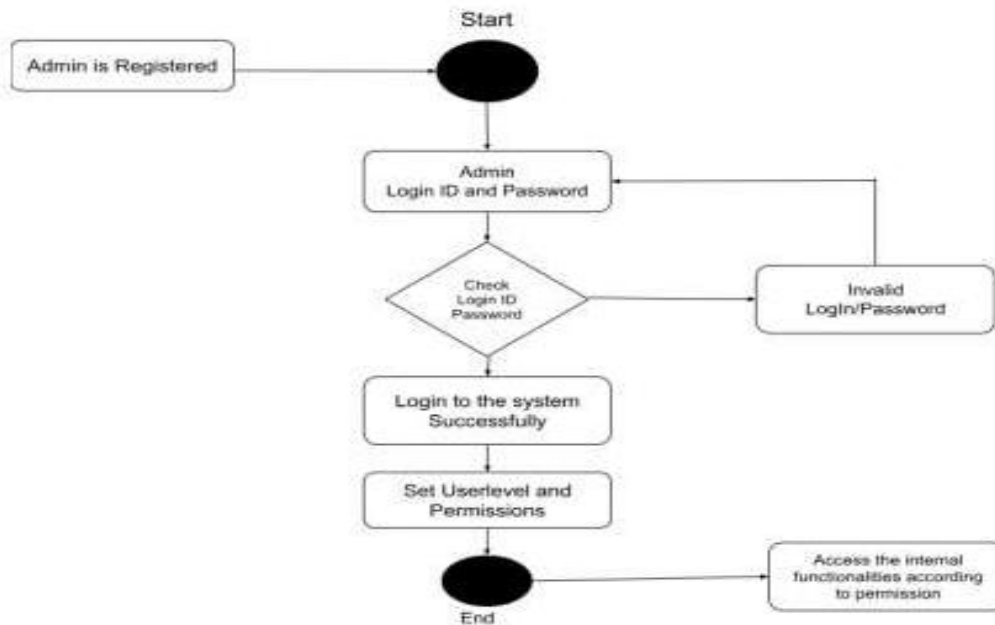 Start
Admin is Registered
Admin
Login ID and Password
Check
Login ID
Password
Invalid
LogIn/Password
Login to the system
Successfully
Set Userlevel and
Permissions
Access the internal
functionalities according
to permission
End